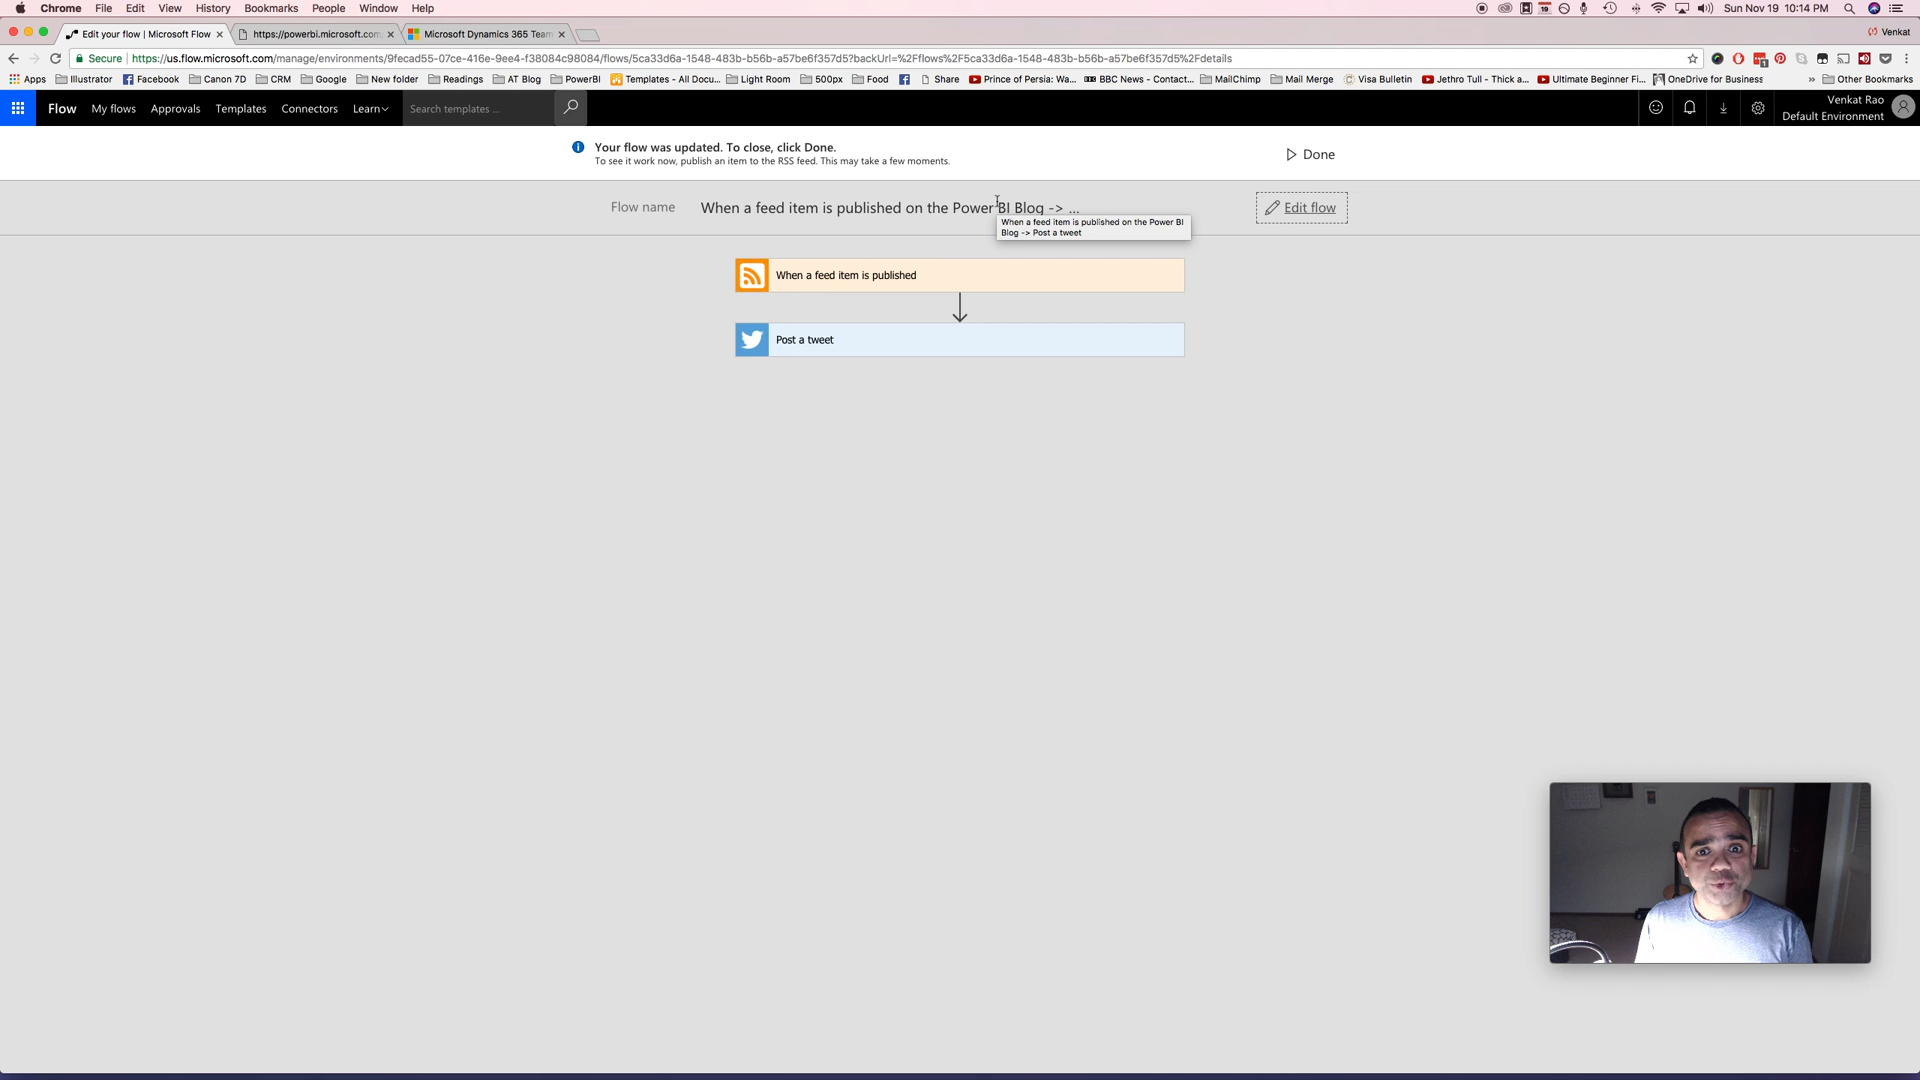 Chrome File Edit View History Bookmarks People Window Help
19 Sun Nov 19 10:14 PM
Edit your flow | Microsoft Flow
https://powerbi.microsoft.com
Microsoft Dynamics 365 Team
Venkat
Secure https://us.flow.microsoft.com/manage/environments/9fecad55-07ce-416e-9ee4-f38084c98084/flows/5ca33d6a-1548-483b-b56b-a57be6f357d5?backUrl=%2Fflows%2F5ca33d6a-1548-483b-b56b-a57be6f357d5%2Fdetails
Apps Illustrator Facebook Canon 7D CRM Google New folder Readings AT Blog PowerBI Templates - All Docu... Light Room 500px Food Share Prince of Persia: Wa... BBC News - Contact... MailChimp Mail Merge Visa Bulletin Jethro Tull - Thick a... Ultimate Beginner Fi... OneDrive for Business » Other Bookmarks
Flow My flows Approvals Templates Connectors Learn Search templates ...
Venkat Rao
Default Environment
Your flow was updated. To close, click Done.
To see it work now, publish an item to the RSS feed. This may take a few moments.
Done
Flow name When a feed item is published on the Power BI Blog -> ... Edit flow
When a feed item is published on the Power BI
Blog -> Post a tweet
When a feed item is published
Post a tweet